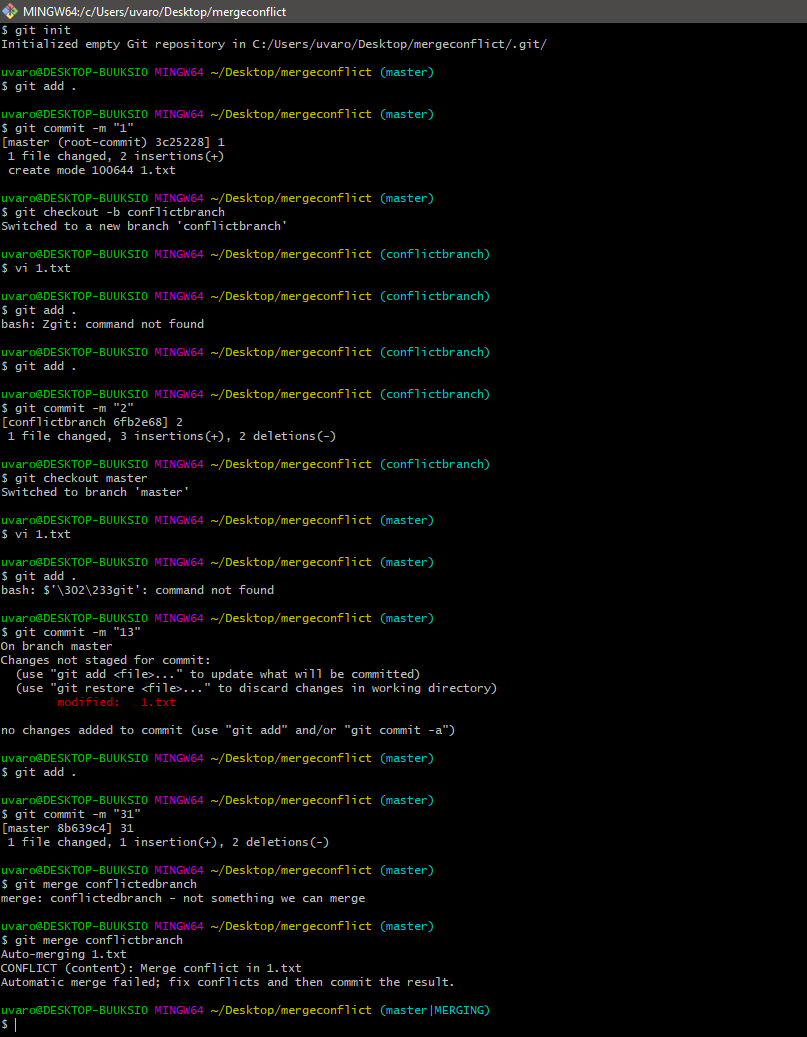 MINGW64:/c/Users/uvaro/Desktop/mergeconflict
$ git init
Initialized empty Git repository in C:/Users/uvaro/Desktop/mergeconflict/.git/
uvaro@DESKTOP-BUUKSIO MINGW64 ~/Desktop/mergeconflict (master)
$ git add .
uvaro@DESKTOP-BUUKSIO MINGW64 ~/Desktop/mergeconflict (master)
$ git commit -m "1"
[master (root-commit) 3c25228] 1
1 file changed, 2 insertions(+)
create mode 100644 1.txt
uvaro@DESKTOP-BUUKSIO MINGW64 ~/Desktop/mergeconflict (master)
$ git checkout -b conflictbranch
Switched to a new branch 'conflictbranch'
uvaro@DESKTOP-BUUKSIO MINGW64 ~/Desktop/mergeconflict (conflictbranch)
$ vi 1.txt
uvaro@DESKTOP-BUUKSIO MINGW64 ~/Desktop/mergeconflict (conflictbranch)
$ git add .
bash: Zgit: command not found
uvaro@DESKTOP-BUUKSIO MINGW64 ~/Desktop/mergeconflict (conflictbranch)
$ git add .
uvaro@DESKTOP-BUUKSIO MINGW64 ~/Desktop/mergeconflict (conflictbranch)
$ git commit -m "2"
[conflictbranch 6fb2e68] 2
1 file changed, 3 insertions(+), 2 deletions(-)
uvaro@DESKTOP-BUUKSIO MINGW64 ~/Desktop/mergeconflict (conflictbranch)
$ git checkout master
Switched to branch 'master'
uvaro@DESKTOP-BUUKSIO MINGW64 ~/Desktop/mergeconflict (master)
$ vi 1.txt
uvaro@DESKTOP-BUUKSIO MINGW64 ~/Desktop/mergeconflict (master)
$ git add .
bash: $'\302\233git': command not found
uvaro@DESKTOP-BUUKSIO MINGW64 ~/Desktop/mergeconflict (master)
$ git commit -m "13"
On branch master
Changes not staged for commit:
(use "git add <file>..." to update what will be committed)
(use "git restore <file>..." to discard changes in working directory)
modified: 1.txt
no changes added to commit (use "git add" and/or "git commit -a")
uvaro@DESKTOP-BUUKSIO MINGW64 ~/Desktop/mergeconflict (master)
$ git add .
uvaro@DESKTOP-BUUKSIO MINGW64 ~/Desktop/mergeconflict (master)
$ git commit -m "31"
[master 8b639c4] 31
1 file changed, 1 insertion(+), 2 deletions(-)
uvaro@DESKTOP-BUUKSIO MINGW64 ~/Desktop/mergeconflict (master)
$ git merge conflictedbranch
merge: conflictedbranch - not something we can merge
uvaro@DESKTOP-BUUKSIO MINGW64 ~/Desktop/mergeconflict (master)
$ git merge conflictbranch
Auto-merging 1.txt
CONFLICT (content): Merge conflict in 1.txt
Automatic merge failed; fix conflicts and then commit the result.
uvaro@DESKTOP-BUUKSIO MINGW64 ~/Desktop/mergeconflict (master|MERGING)
$